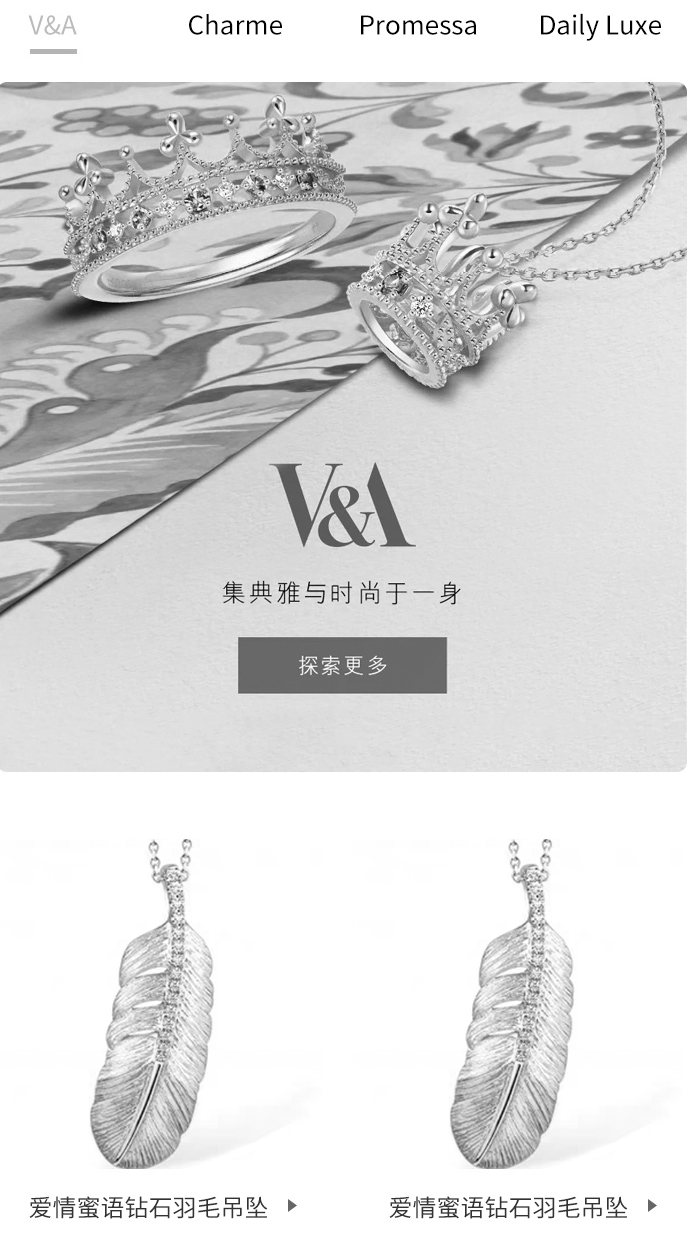 V&A
Charme
Promessa
Daily Luxe
V&A
集典雅与时尚于一身
探索更多
爱情蜜语钻石羽毛吊坠
爱情蜜语钻石羽毛吊坠